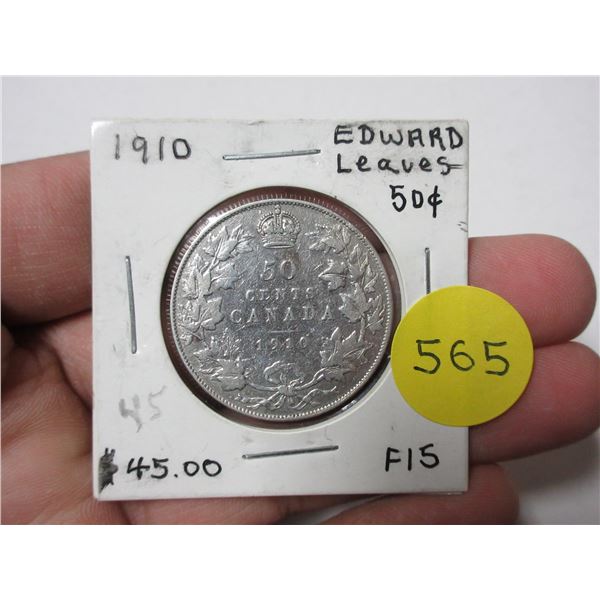 1910
EDWARD
Leaves
50¢
50
CENTS
CANADA
1910
565
45
$45.00
F15